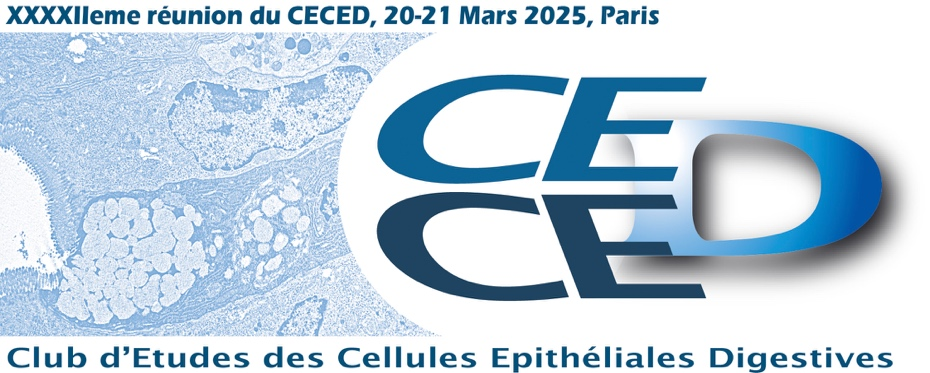 XXXXIIeme réunion du CECED, 20-21 Mars 2025, Paris
CE
CE
D
Club d'Etudes des Cellules Epithéliales Digestives